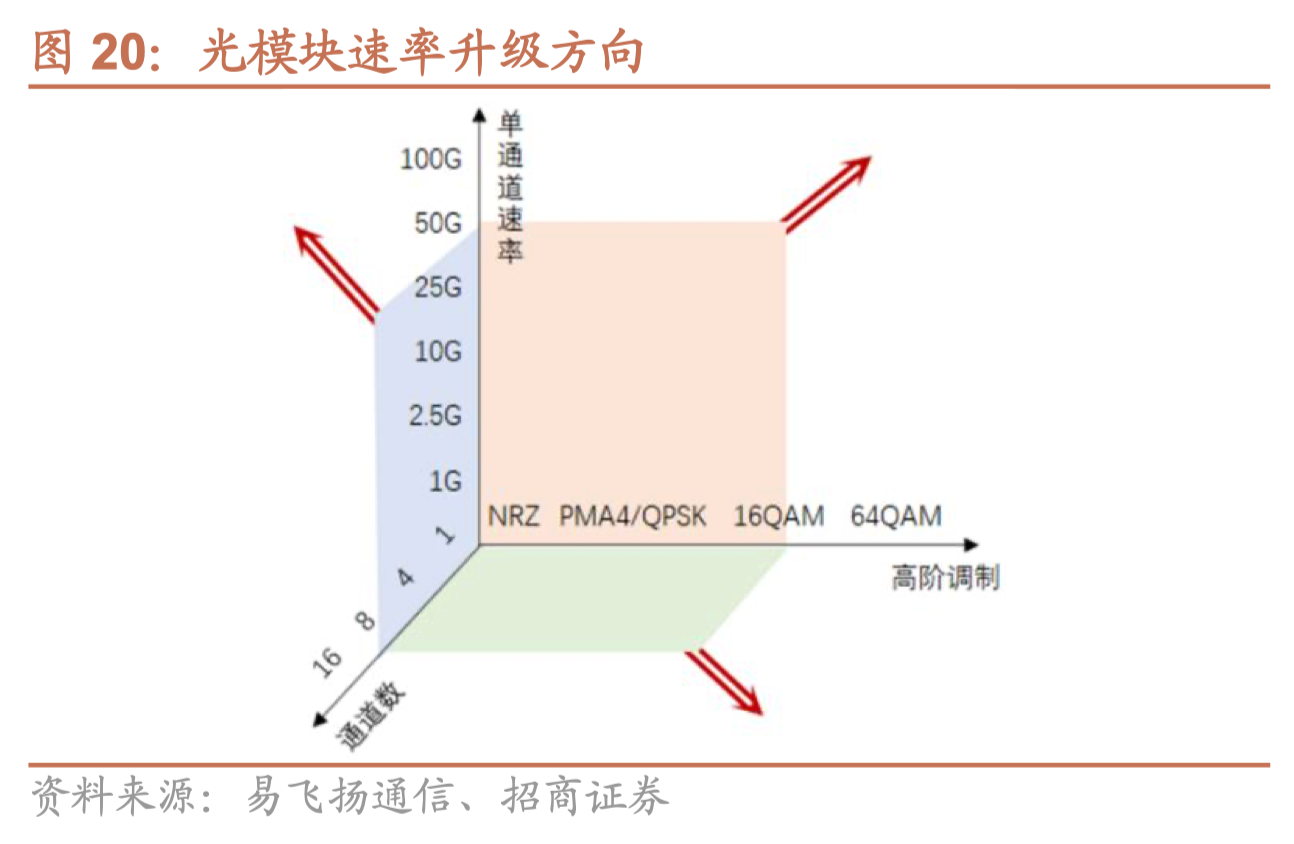 图 20：光模块速率升级方向
单通道速率
100G
50G
25G
10G
2.5G
1G
NRZ PMA4/QPSK 16QAM 64QAM
高阶调制
1
4
8
16
通道数
资料来源：易飞扬通信、招商证券